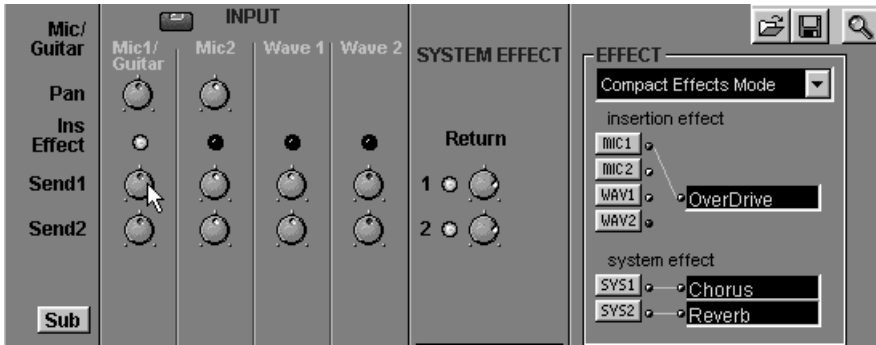 Mic/
Guitar
INPUT
Mic1/
Guitar
Mic2
Wave 1
Wave 2
SYSTEM EFFECT
Pan
Ins
Effect
Return
Send1
1
Send2
2
Sub
EFFECT
Compact Effects Mode
insertion effect
MIC1
MIC2
WAV1
OverDrive
WAV2
system effect
SYS1
Chorus
SYS2
Reverb